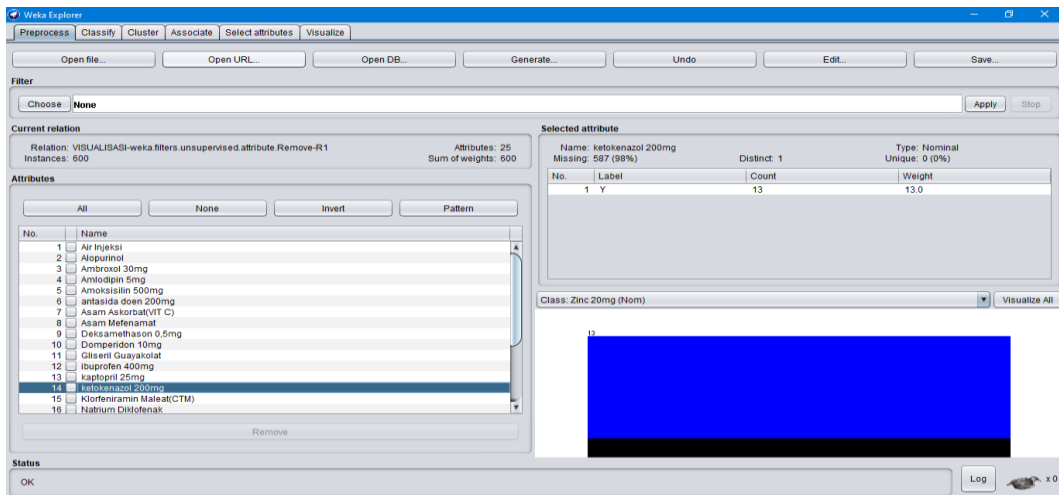 Weka Explorer
Preprocess Classify Cluster Associate Select attributes Visualize
Open file... Open URL... Open DB... Generate... Undo Edit... Save...
Filter
Choose None Apply Stop
Current relation
Relation: VISUALISASI-weka.filters.unsupervised.attribute.Remove-R1 Attributes: 25
Instances: 600 Sum of weights: 600
Attributes
All None Invert Pattern
No. Name
1 Air Injeksi
2 Alopurinol
3 Ambroxol 30mg
4 Amlodipin 5mg
5 Amoksisilin 500mg
6 antasida doen 200mg
7 Asam Askorbat(VIT C)
8 Asam Mefenamat
9 Deksamethason 0,5mg
10 Domperidon 10mg
11 Gliseril Guayakolat
12 ibuprofen 400mg
13 kaptopril 25mg
14 ketokenazol 200mg
15 Klorfeniramin Maleat(CTM)
16 Natrium Diklofenak
Remove
Selected attribute
Name: ketokenazol 200mg Type: Nominal
Missing: 587 (98%) Distinct: 1 Unique: 0 (0%)
No. Label Count Weight
1 Y 13 13.0
Class: Zinc 20mg (Nom) Visualize All
13
Status
OK Log x 0